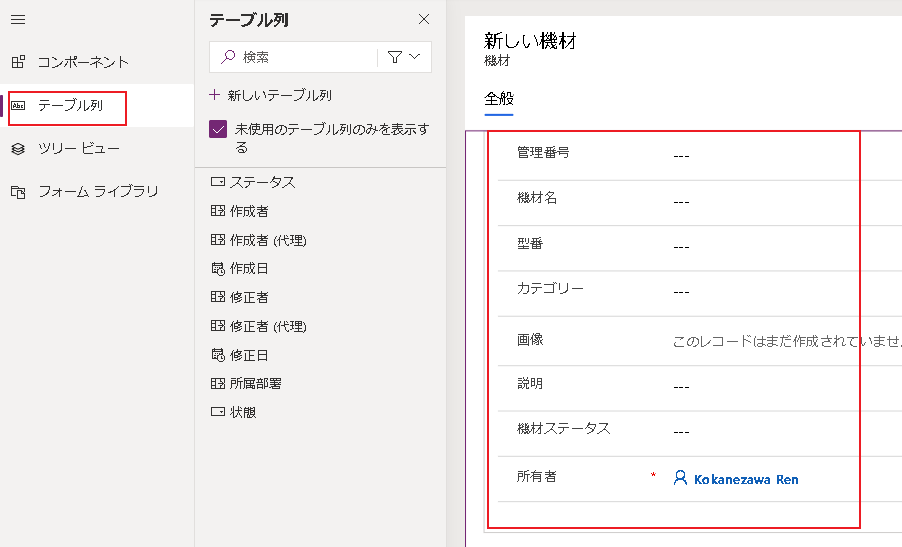 コンポーネント
Abc テーブル列
ツリー ビュー
フォーム ライブラリ
テーブル列
検索
新しいテーブル列
未使用のテーブル列のみを表示す
る
ステータス
作成者
作成者 (代理)
作成日
修正者
修正者 (代理)
修正日
所属部署
状態
新しい機材
機材
全般
管理番号 ---
機材名 ---
型番 ---
カテゴリー ---
画像 このレコードはまだ作成されていませ
説明 ---
機材ステータス ---
所有者 * Kokanezawa Ren